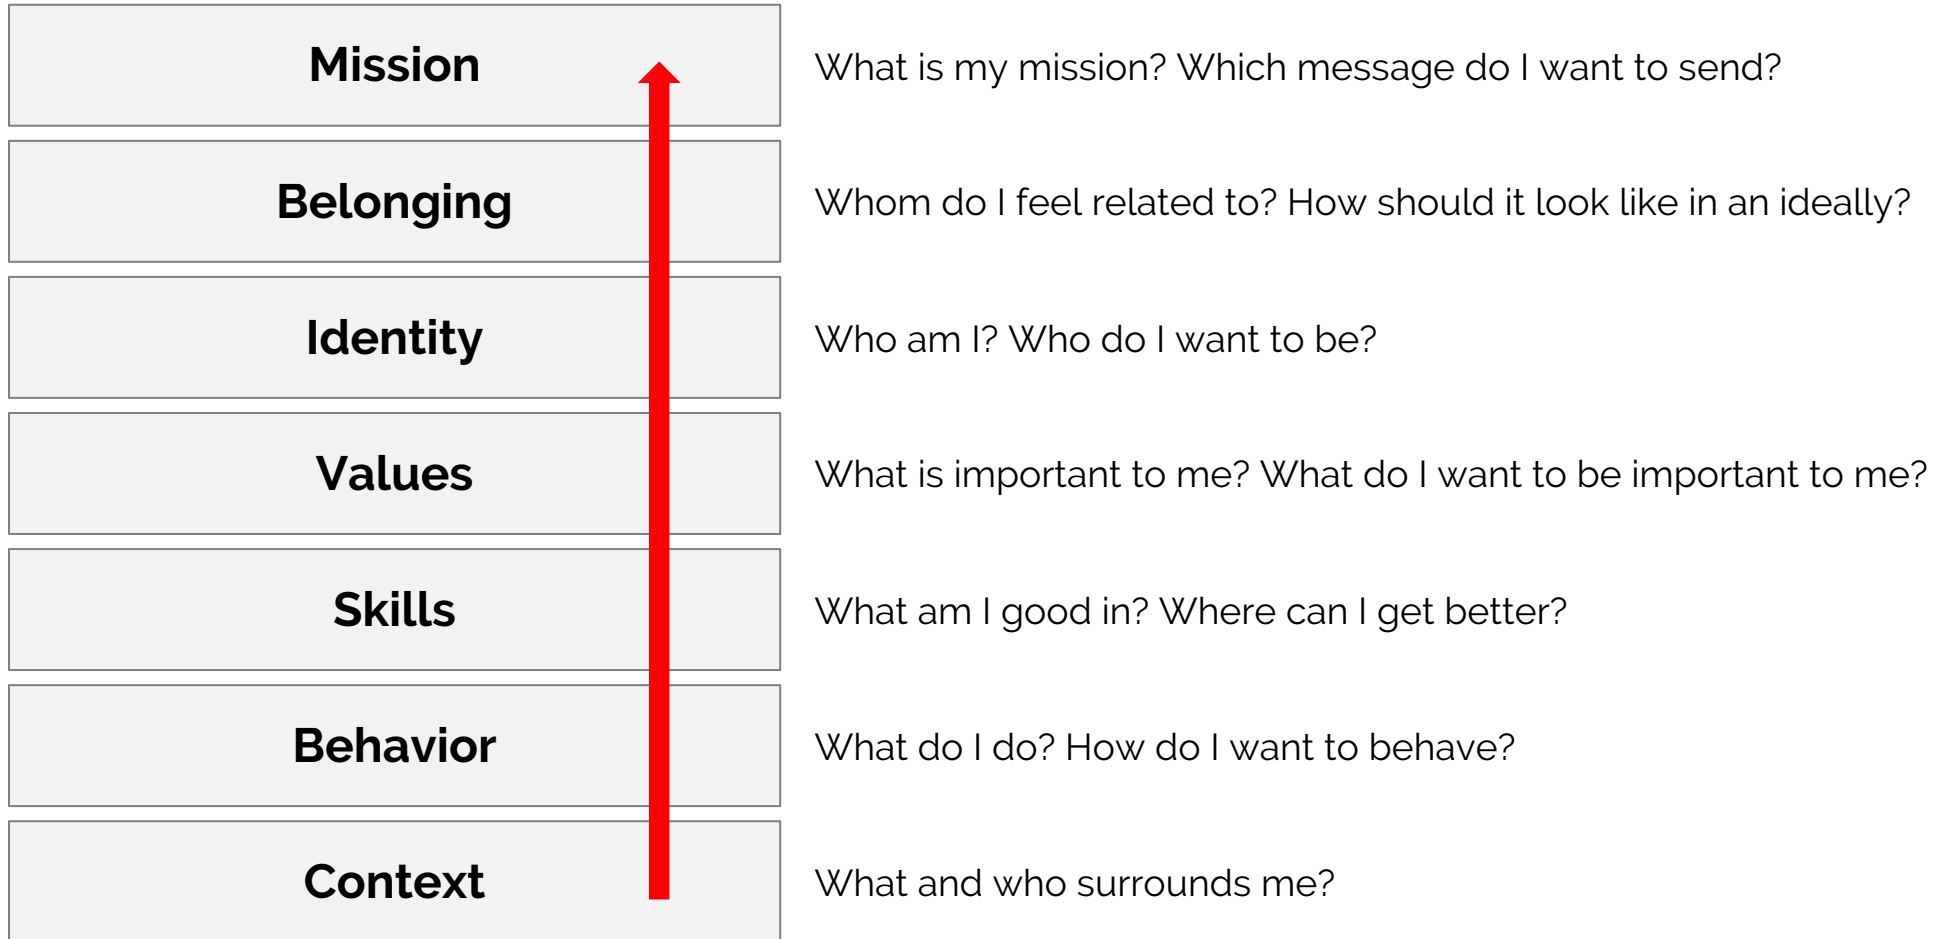 Mission
What is my mission? Which message do I want to send?
Belonging
Whom do I feel related to? How should it look like in an ideally?
Identity
Who am I? Who do I want to be?
Values
What is important to me? What do I want to be important to me?
Skills
What am I good in? Where can I get better?
Behavior
What do I do? How do I want to behave?
Context
What and who surrounds me?